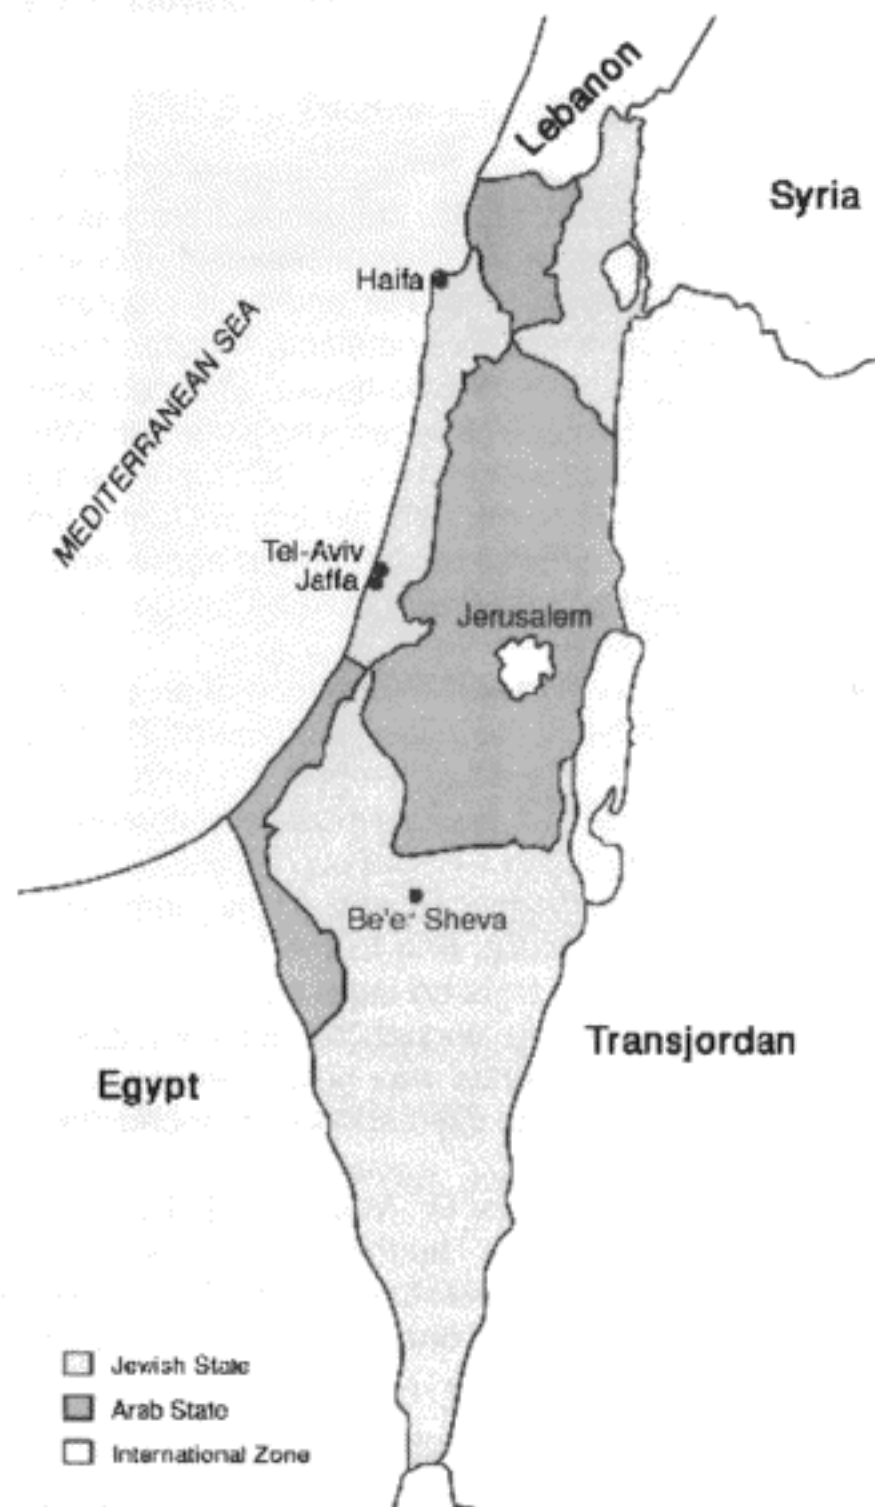 Lebanon
Syria
Haifa
MEDITERRANEAN SEA
Tel-Aviv
Jaffa
Jerusalem
Be'er Sheva
Transjordan
Egypt
Jewish State
Arab State
International Zone